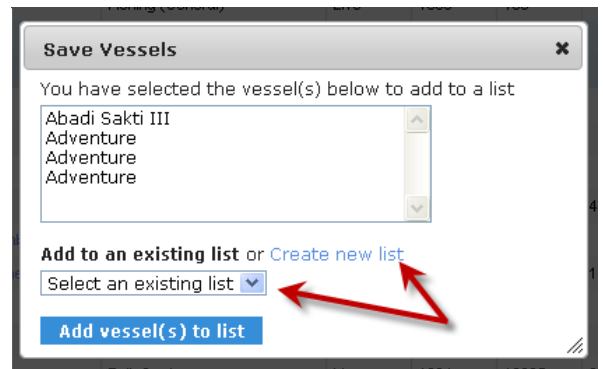 Save Vessels
You have selected the vessel(s) below to add to a list
Abadi Sakti III
Adventure
Adventure
Adventure
Add to an existing list or Create new list
Select an existing list
Add vessel(s) to list